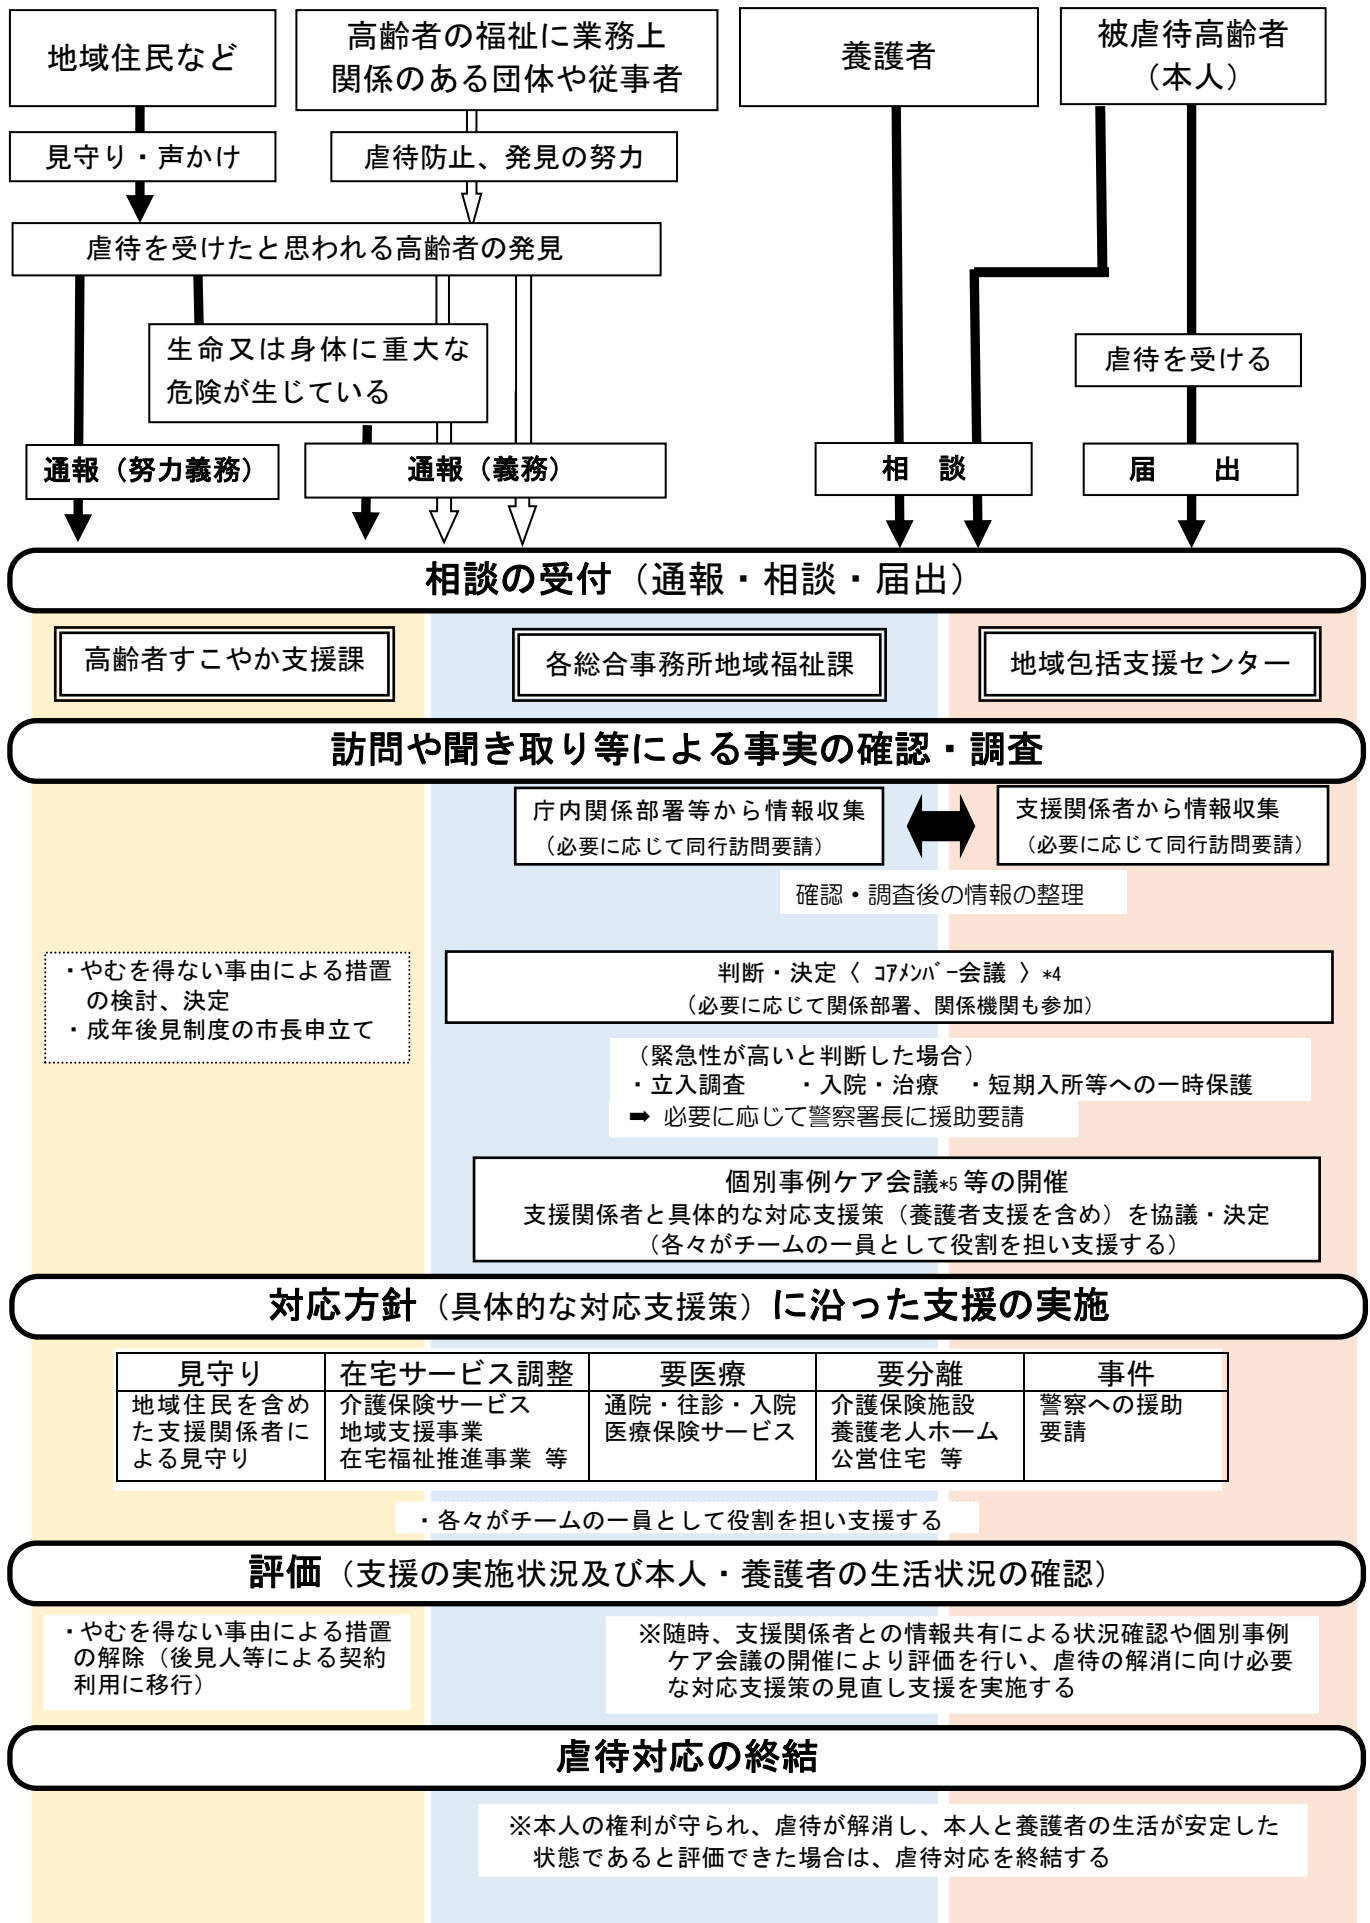 地域住民など
高齢者の福祉に業務上
関係のある団体や従事者
養護者
被虐待高齢者
（本人）
見守り・声かけ
虐待防止、発見の努力
虐待を受けたと思われる高齢者の発見
生命又は身体に重大な
危険が生じている
虐待を受ける
通報（努力義務）
通報（義務）
相　談
届　　出
相談の受付（通報・相談・届出）
高齢者すこやか支援課
各総合事務所地域福祉課
地域包括支援センター
訪問や聞き取り等による事実の確認・調査
庁内関係部署等から情報収集
（必要に応じて同行訪問要請）
支援関係者から情報収集
（必要に応じて同行訪問要請）
確認・調査後の情報の整理
・やむを得ない事由による措置
の検討、決定
・成年後見制度の市長申立て
判断・決定〈 ｺｱﾒﾝﾊﾞｰ会議 〉*4
（必要に応じて関係部署、関係機関も参加）
（緊急性が高いと判断した場合）
・立入調査　　・入院・治療　・短期入所等への一時保護
➡ 必要に応じて警察署長に援助要請
個別事例ケア会議*5 等の開催
支援関係者と具体的な対応支援策（養護者支援を含め）を協議・決定
（各々がチームの一員として役割を担い支援する）
対応方針（具体的な対応支援策）に沿った支援の実施
見守り
地域住民を含め
た支援関係者に
よる見守り
在宅サービス調整
介護保険サービス
地域支援事業
在宅福祉推進事業 等
要医療
通院・往診・入院
医療保険サービス
要分離
介護保険施設
養護老人ホーム
公営住宅 等
事件
警察への援助
要請
・各々がチームの一員として役割を担い支援する
評価（支援の実施状況及び本人・養護者の生活状況の確認）
・やむを得ない事由による措置
の解除（後見人等による契約
利用に移行）
※随時、支援関係者との情報共有による状況確認や個別事例
ケア会議の開催により評価を行い、虐待の解消に向け必要
な対応支援策の見直し支援を実施する
虐待対応の終結
※本人の権利が守られ、虐待が解消し、本人と養護者の生活が安定した
状態であると評価できた場合は、虐待対応を終結する